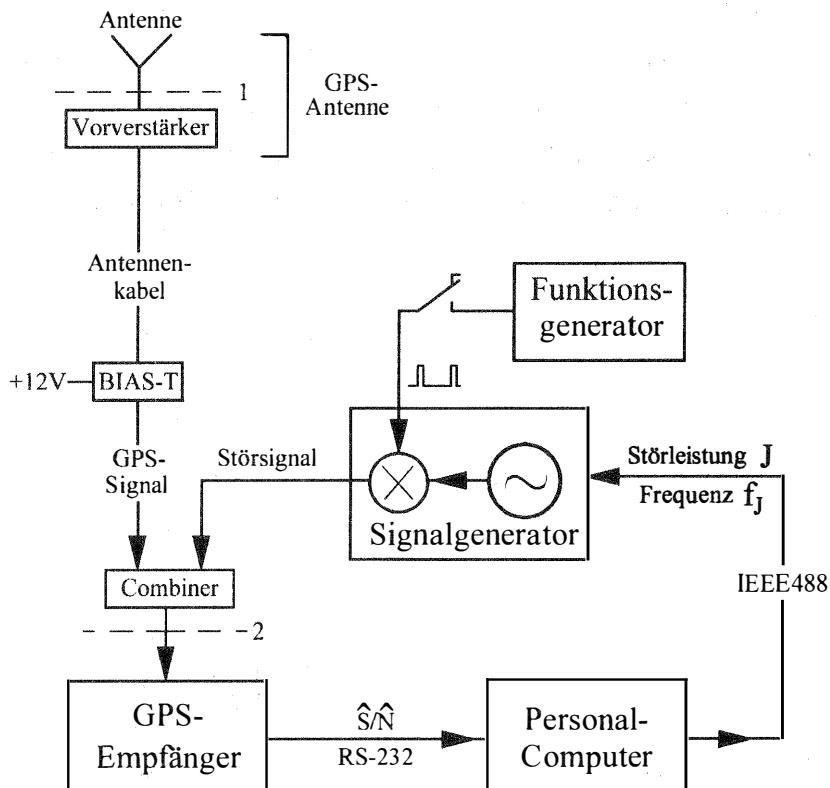 Antenne
1
GPS-
Antenne
Vorverstärker
Antennen-
kabel
Funktions-
generator
+12V
BIAS-T
GPS-
Signal
Störsignal
Störleistung J
Frequenz f_J
Signalgenerator
IEEE488
Combiner
2
GPS-
Empfänger
Ŝ/N̂
RS-232
Personal-
Computer